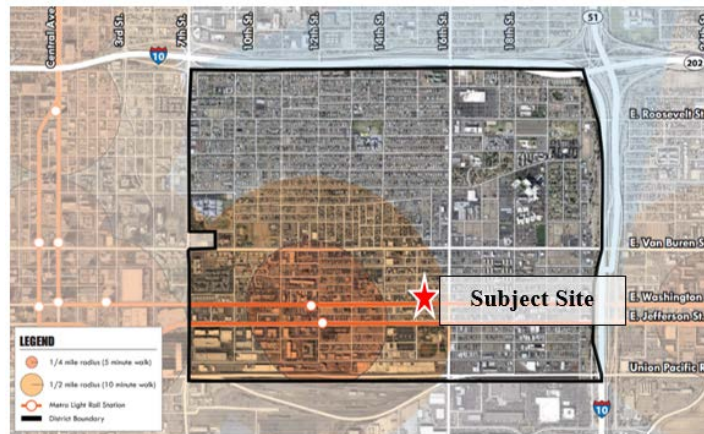 Central Ave
3rd St.
7th St.
10th St.
12th St.
14th St.
16th St.
18th St.
51
10
202
E. Roosevelt St
E. Van Buren S
Subject Site
E. Washington
E. Jefferson St.
LEGEND
1/4 mile radius (5 minute walk)
1/2 mile radius (10 minute walk)
Metro Light Rail Station
District Boundary
Union Pacific R
10